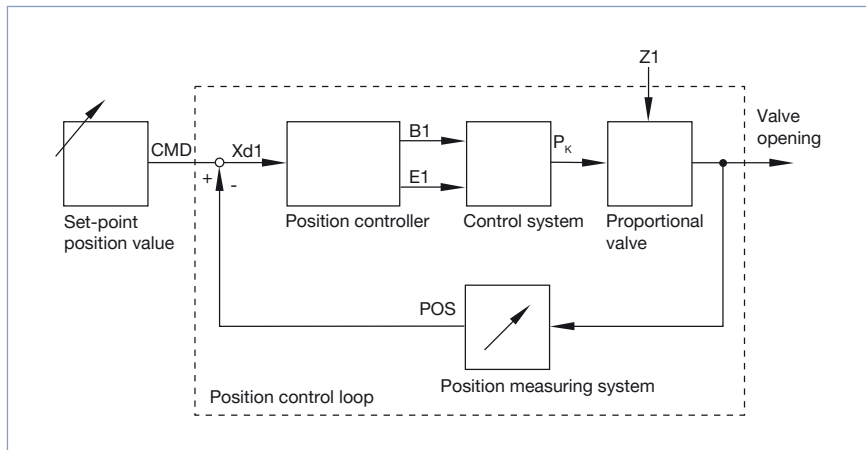 Z1
Valve
opening
CMD
Xd1
B1
P_K
+
-
E1
Set-point
position value
Position controller
Control system
Proportional
valve
POS
Position measuring system
Position control loop